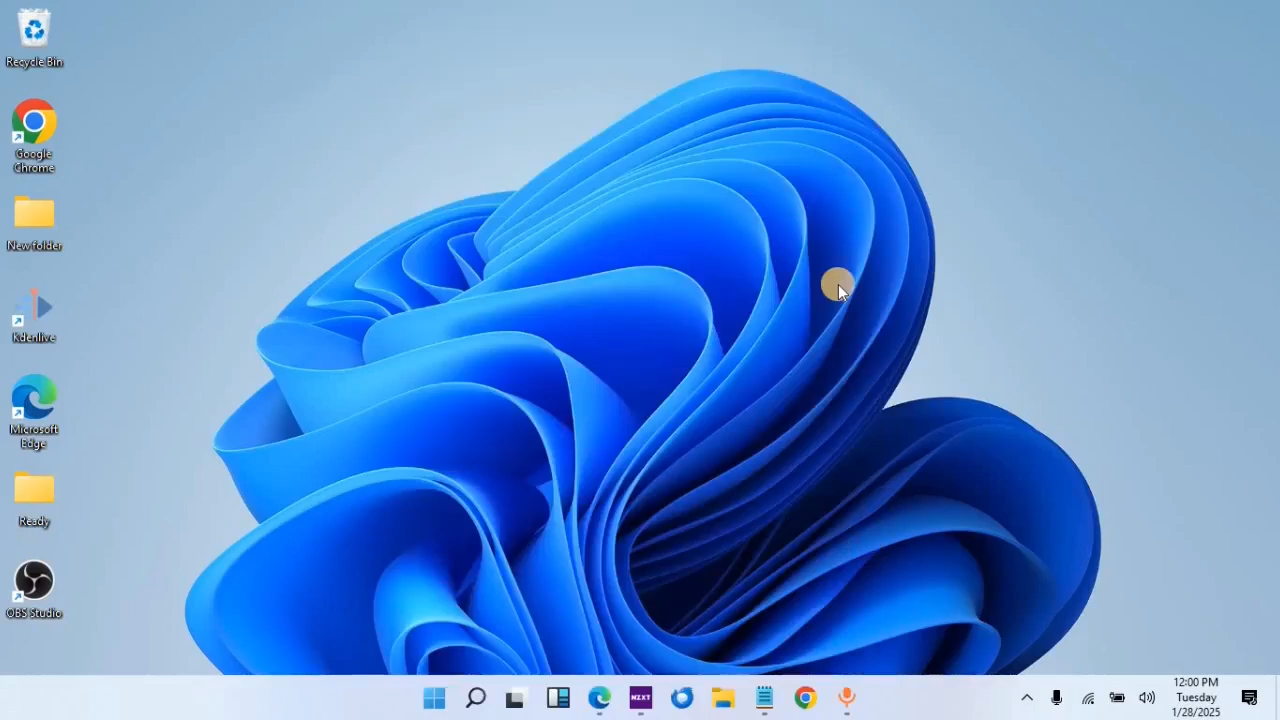 Recycle Bin
Google
Chrome
New folder
Kdenlive
Microsoft
Edge
Ready
OBS Studio
NZXT
12:00 PM
Tuesday
1/28/2025